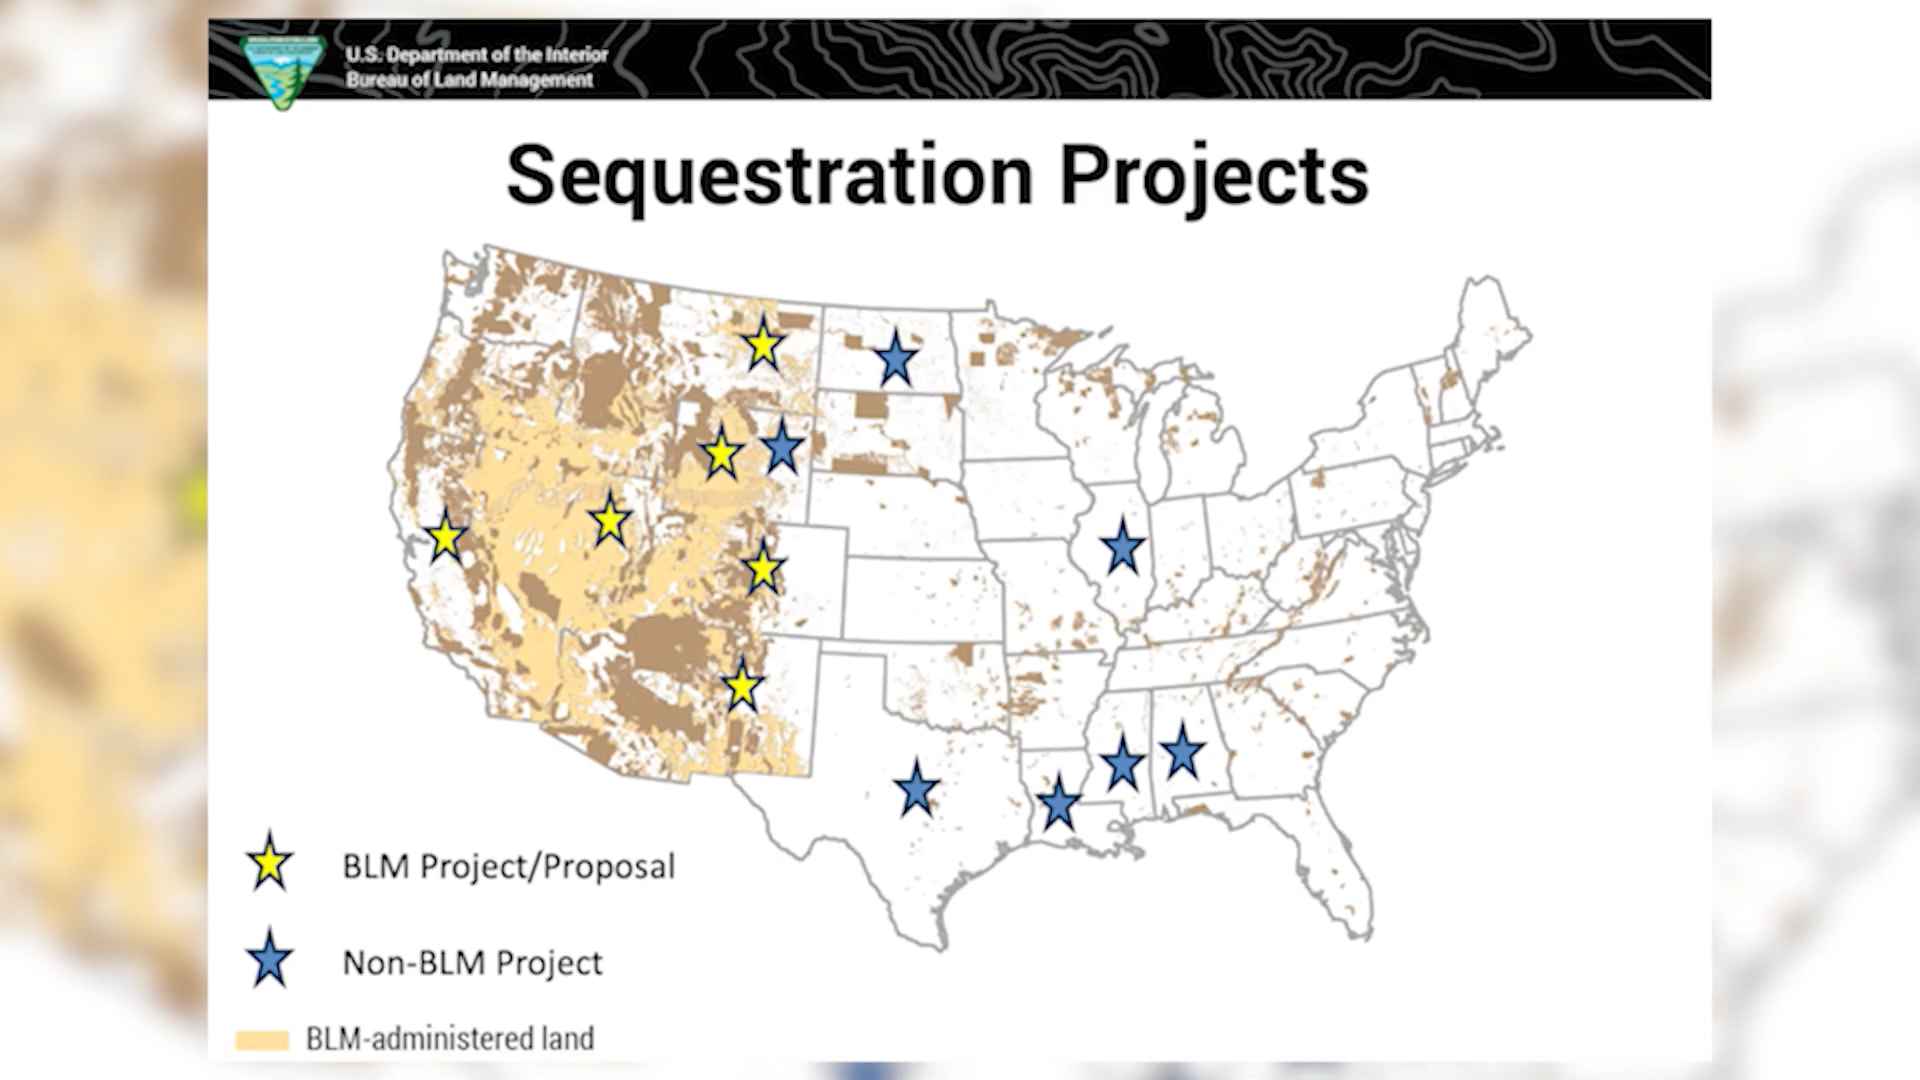 U.S. Department of the Interior
Bureau of Land Management
Sequestration Projects
BLM Project/Proposal
Non-BLM Project
BLM-administered land